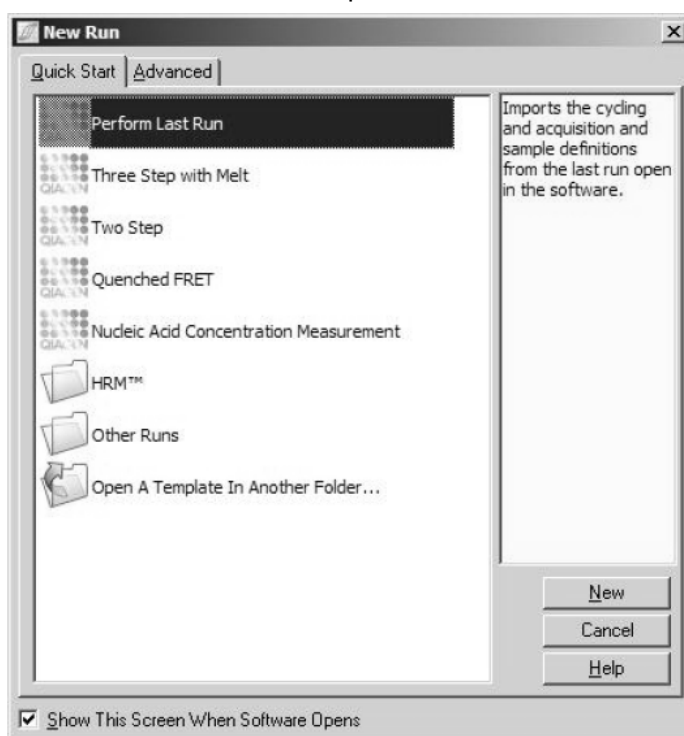 New Run
Quick Start
Advanced
Perform Last Run
Three Step with Melt
Two Step
Quenched FRET
Nucleic Acid Concentration Measurement
HRM™
Other Runs
Open A Template In Another Folder...
Imports the cycling
and acquisition and
sample definitions
from the last run open
in the software.
New
Cancel
Help
Show This Screen When Software Opens